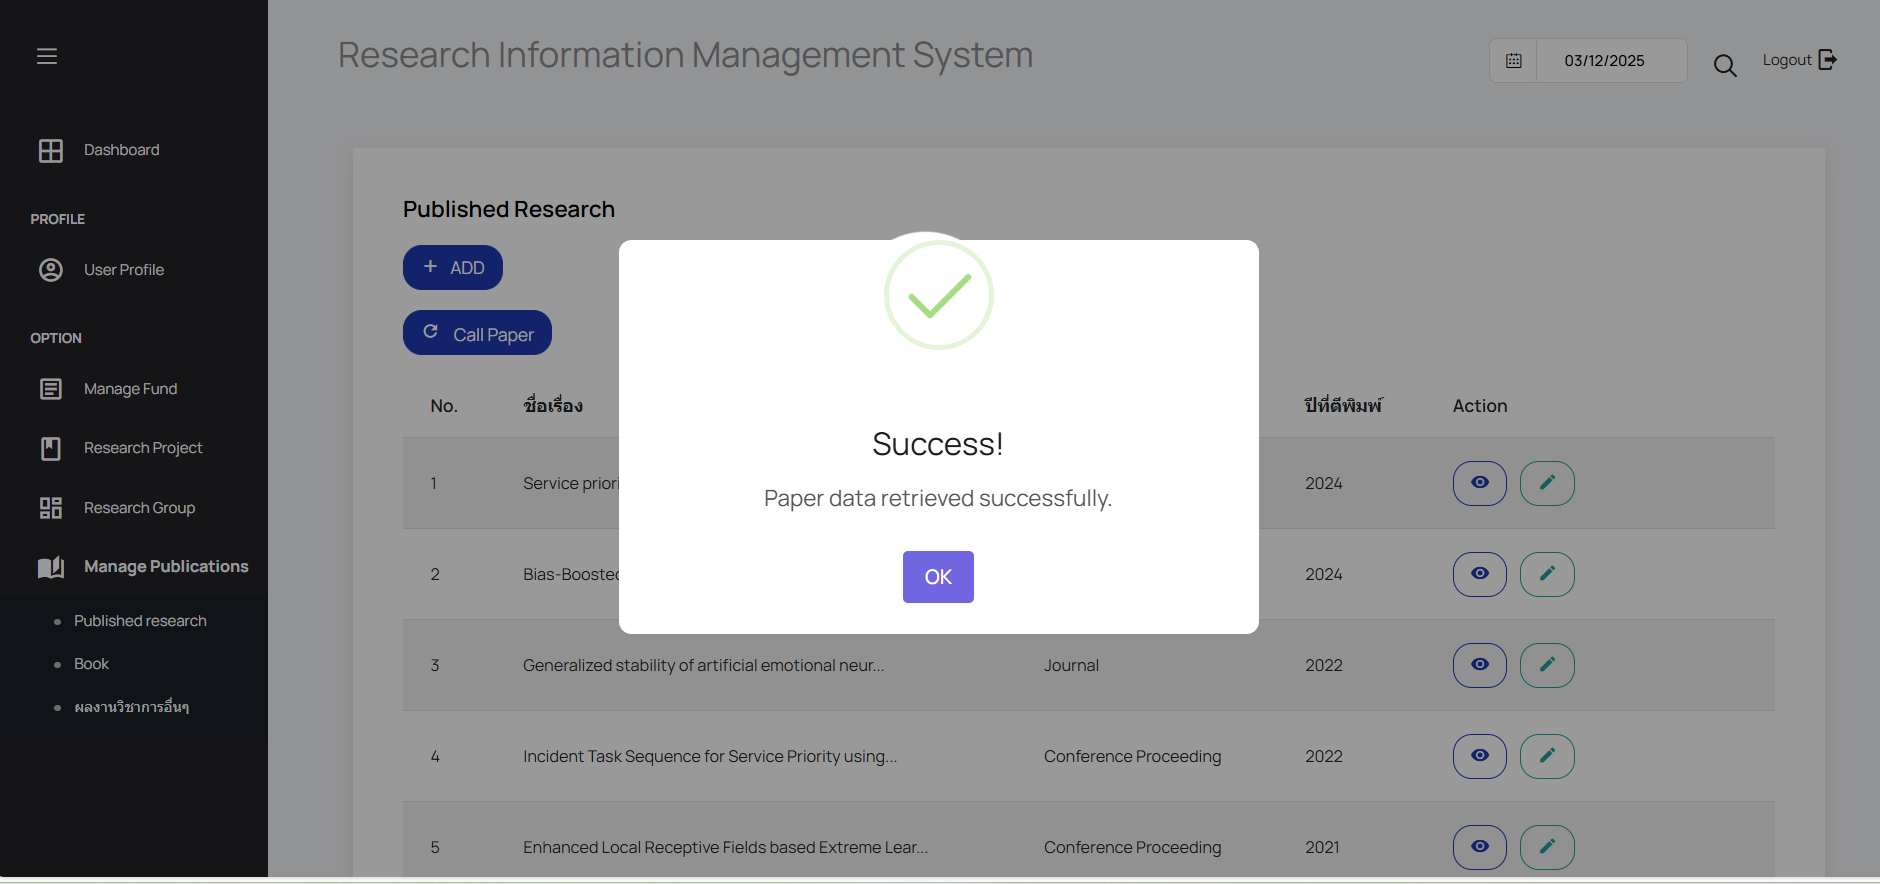 Research Information Management System
03/12/2025
Logout
Dashboard
PROFILE
User Profile
OPTION
Manage Fund
Research Project
Research Group
Manage Publications
Published research
Book
ผลงานวิชาการอื่นๆ
Published Research
+ ADD
Call Paper
No. ชื่อเรื่อง ปีที่ตีพิมพ์ Action
1 Service priori 2024
2 Bias-Boosted 2024
3 Generalized stability of artificial emotional neur... Journal 2022
4 Incident Task Sequence for Service Priority using... Conference Proceeding 2022
5 Enhanced Local Receptive Fields based Extreme Lear... Conference Proceeding 2021
Success!
Paper data retrieved successfully.
OK